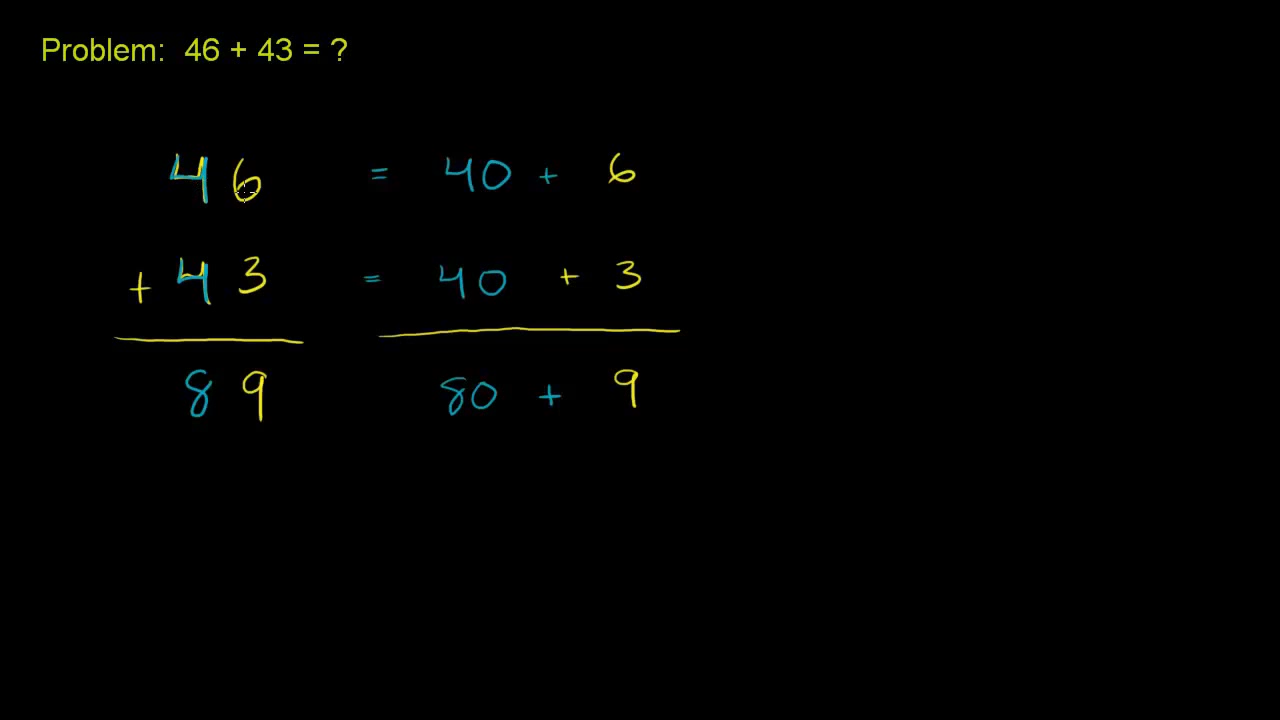 Problem: 46 + 43 = ?
46 = 40 + 6
+ 43 = 40 + 3
89 80 + 9